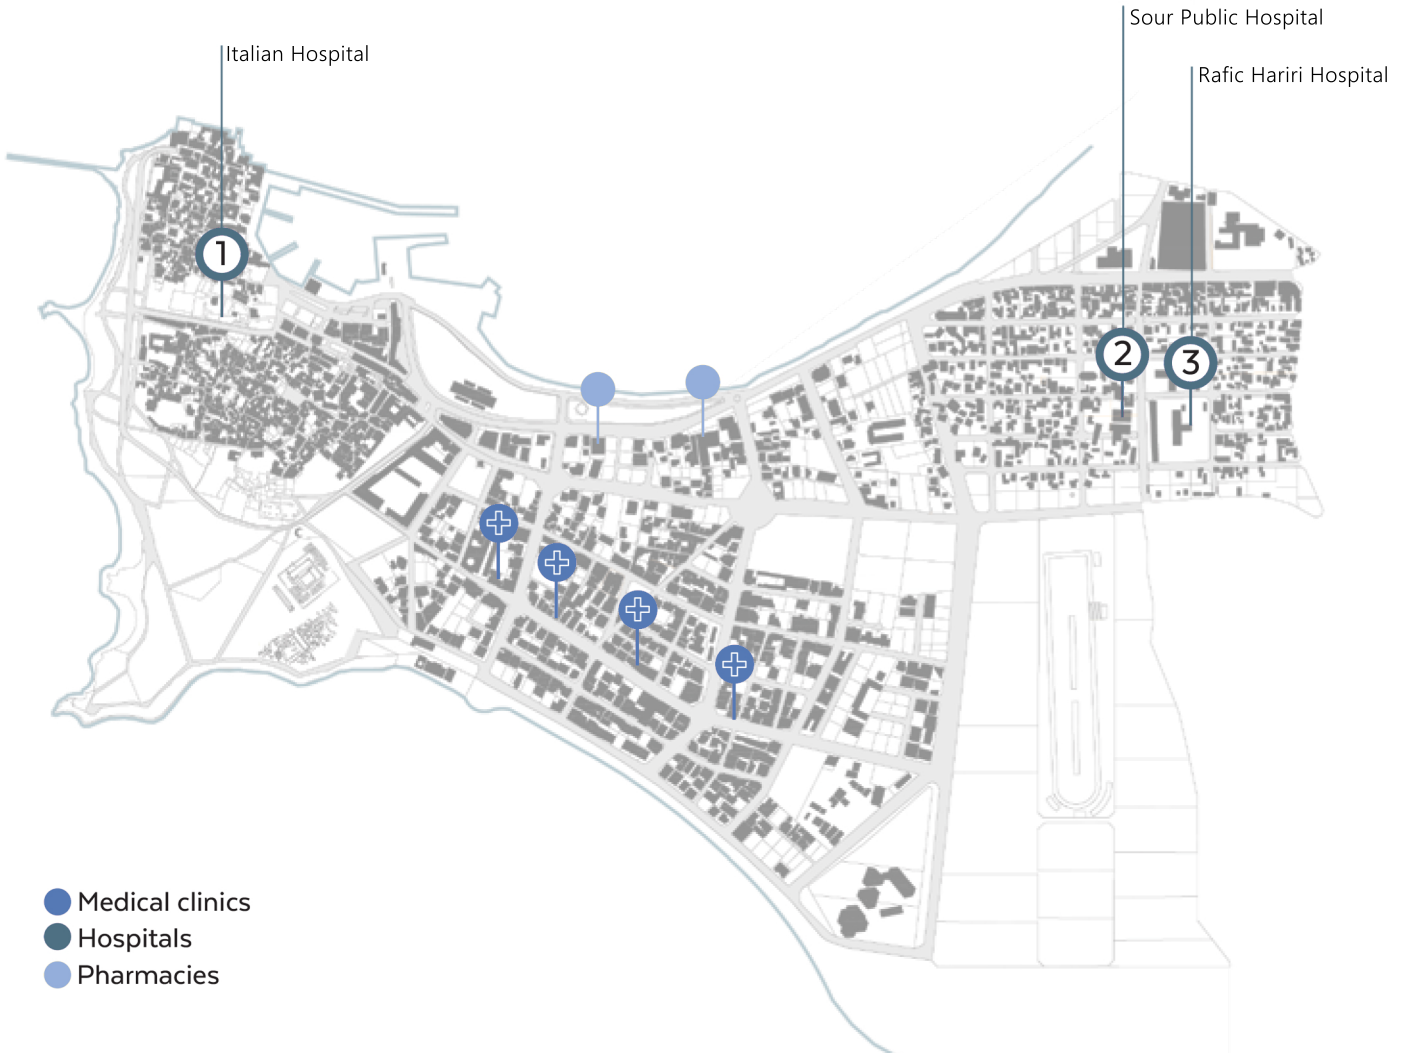 Sour Public Hospital
Italian Hospital
Rafic Hariri Hospital
1
2
3
Medical clinics
Hospitals
Pharmacies